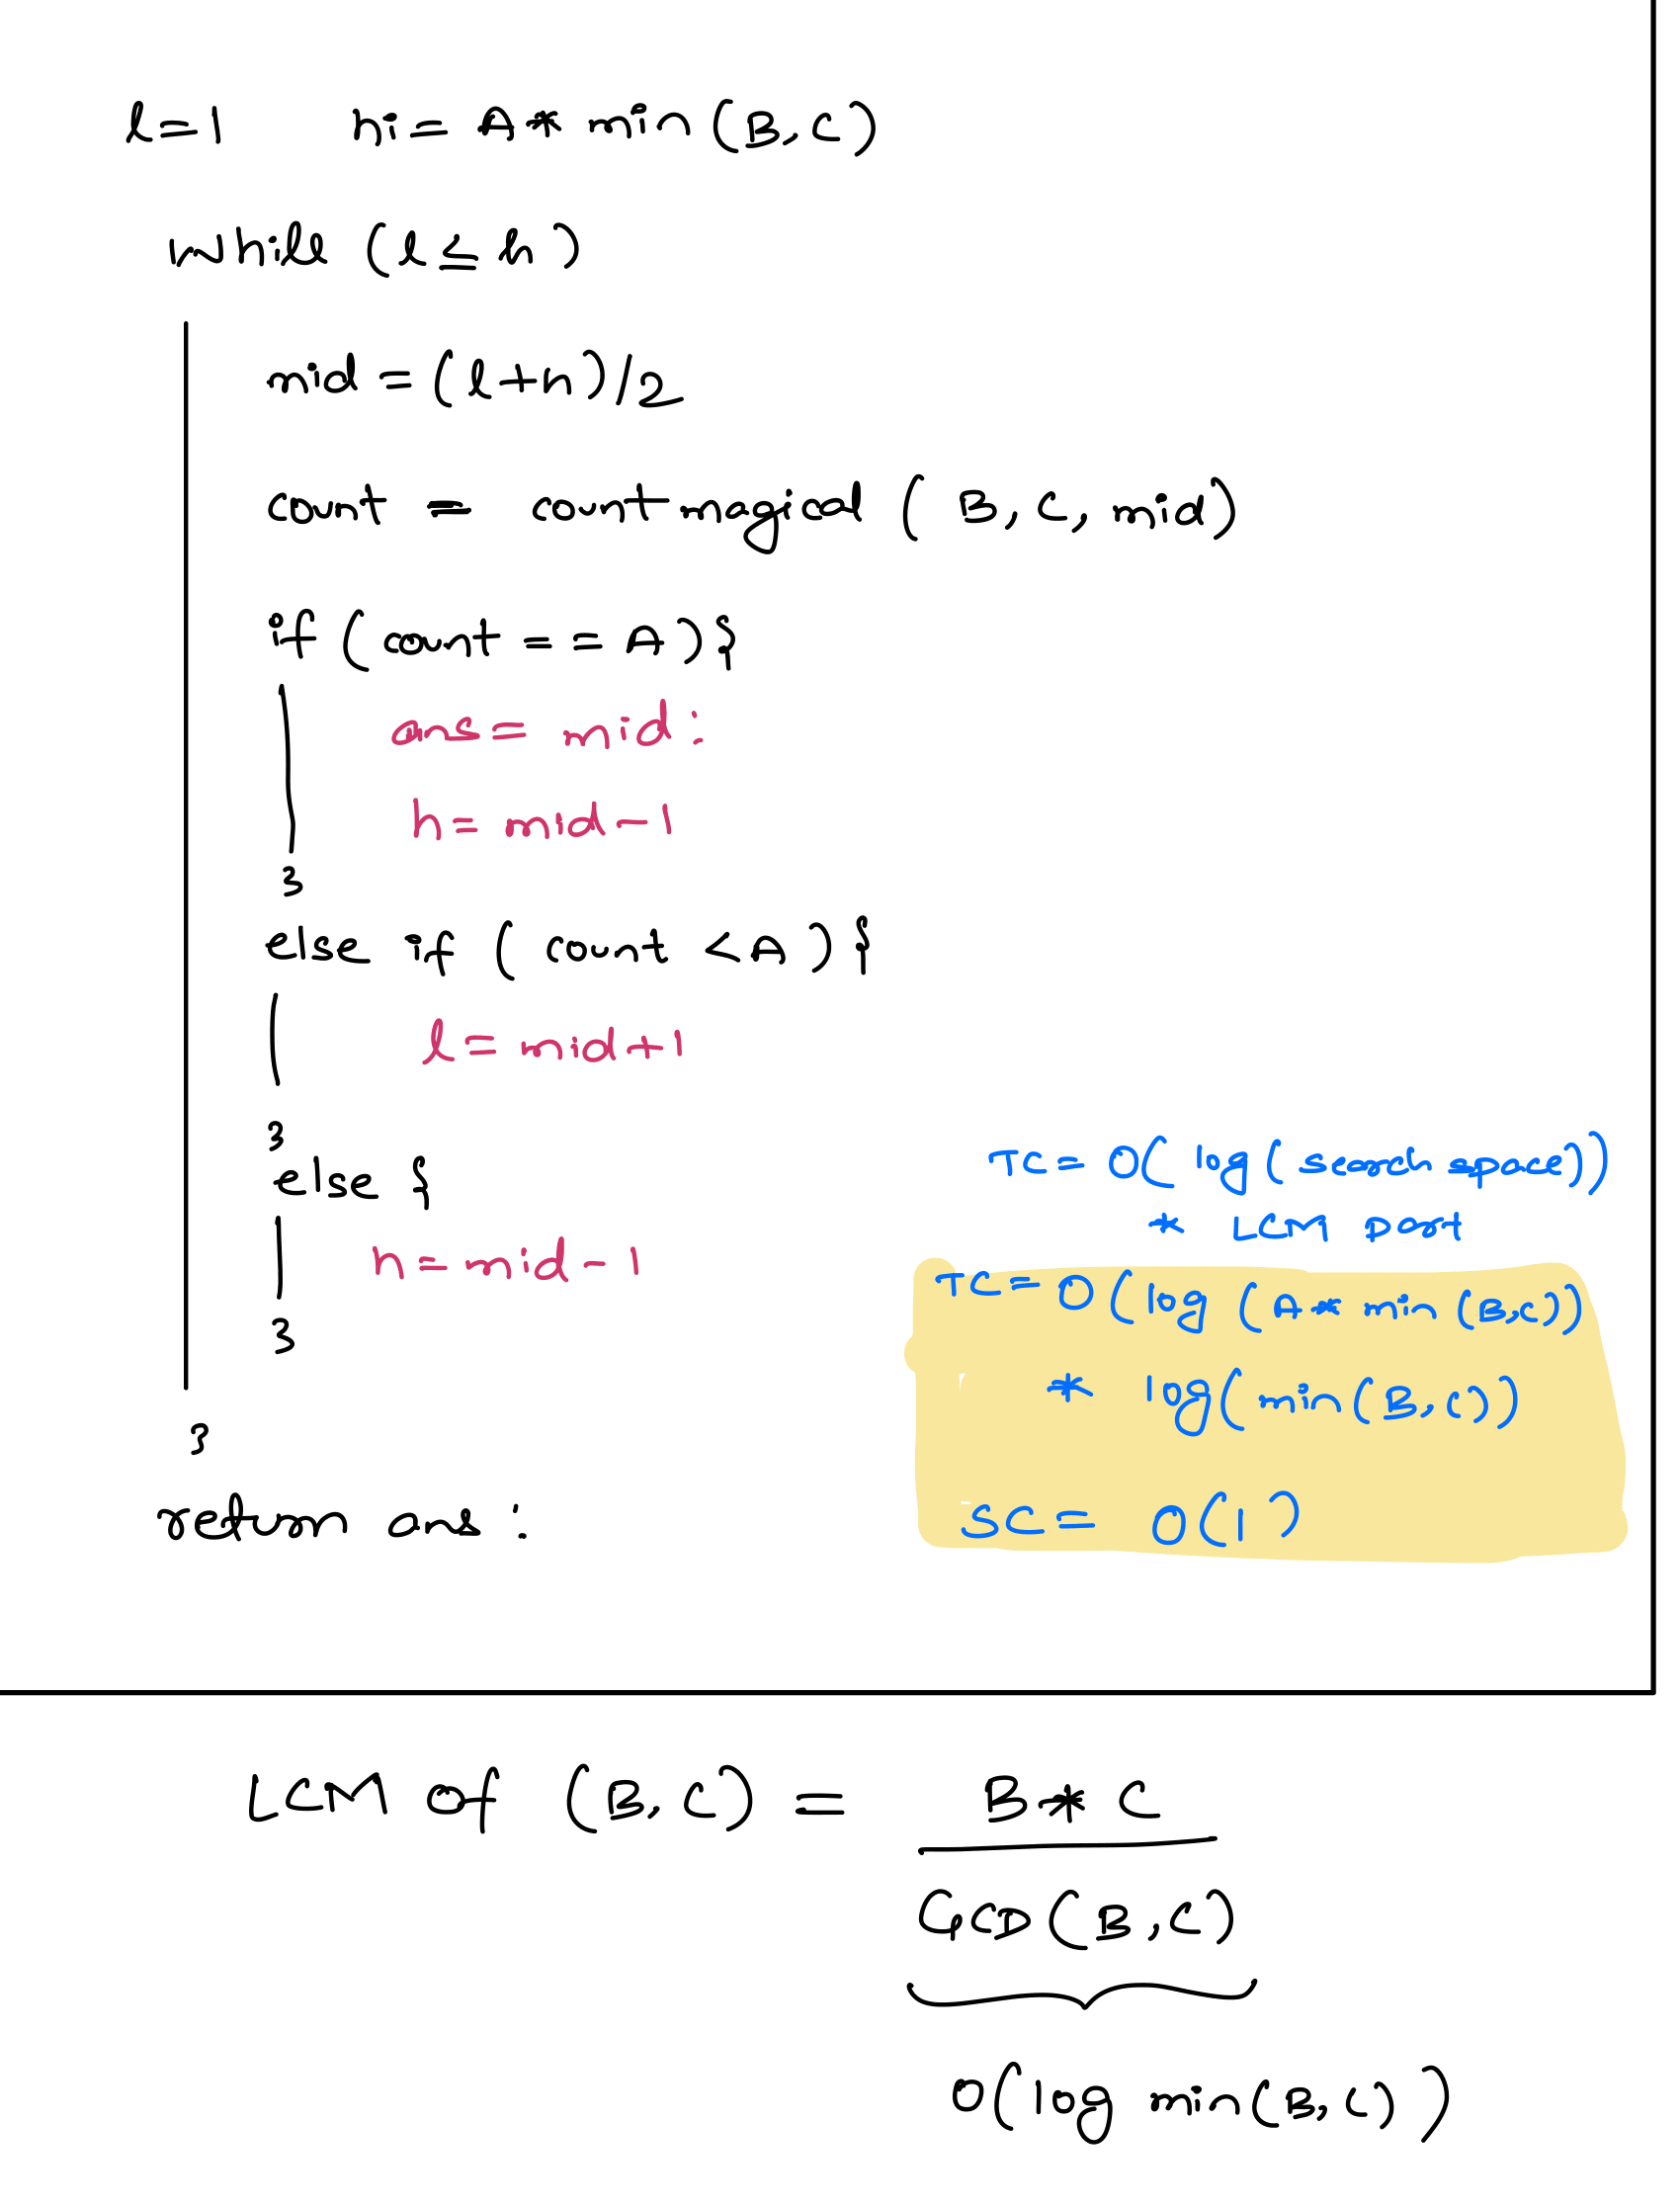 l=1 hi= A* min(B,C)
while (l≤h)
mid = (l+h)/2
count = countmagical (B, C, mid)
if (count == A){
ans= mid;
h= mid-1
}
else if (count <A){
l= mid+1
}
else {
h= mid-1
}
}
return ans;
TC= O( log (search space))
* LCM part
TC= O( log (A* min (B,C))
* log(min(B,C))
SC= O(1)
LCM of (B,C) = B*C
GCD(B,C)
O(log min(B,C))